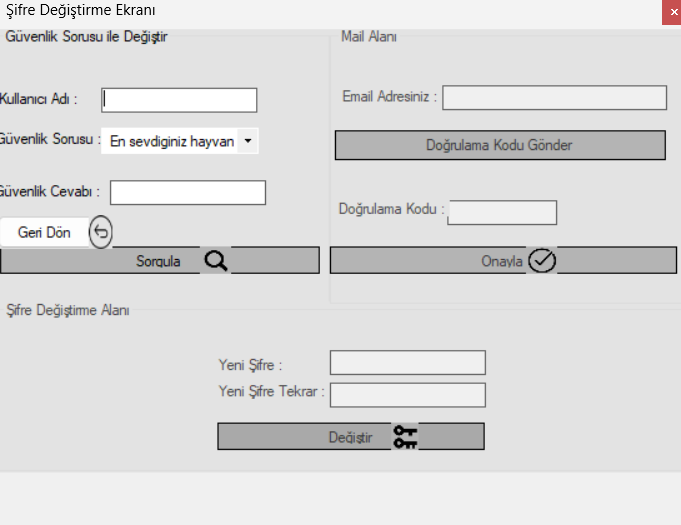 Şifre Değiştirme Ekranı
Güvenlik Sorusu ile Değiştir
Kullanıcı Adı :
Güvenlik Sorusu :
En sevdiginiz hayvan
Güvenlik Cevabı :
Geri Dön
Sorgula
Mail Alanı
Email Adresiniz :
Doğrulama Kodu Gönder
Doğrulama Kodu :
Onayla
Şifre Değiştirme Alanı
Yeni Şifre :
Yeni Şifre Tekrar :
Değiştir